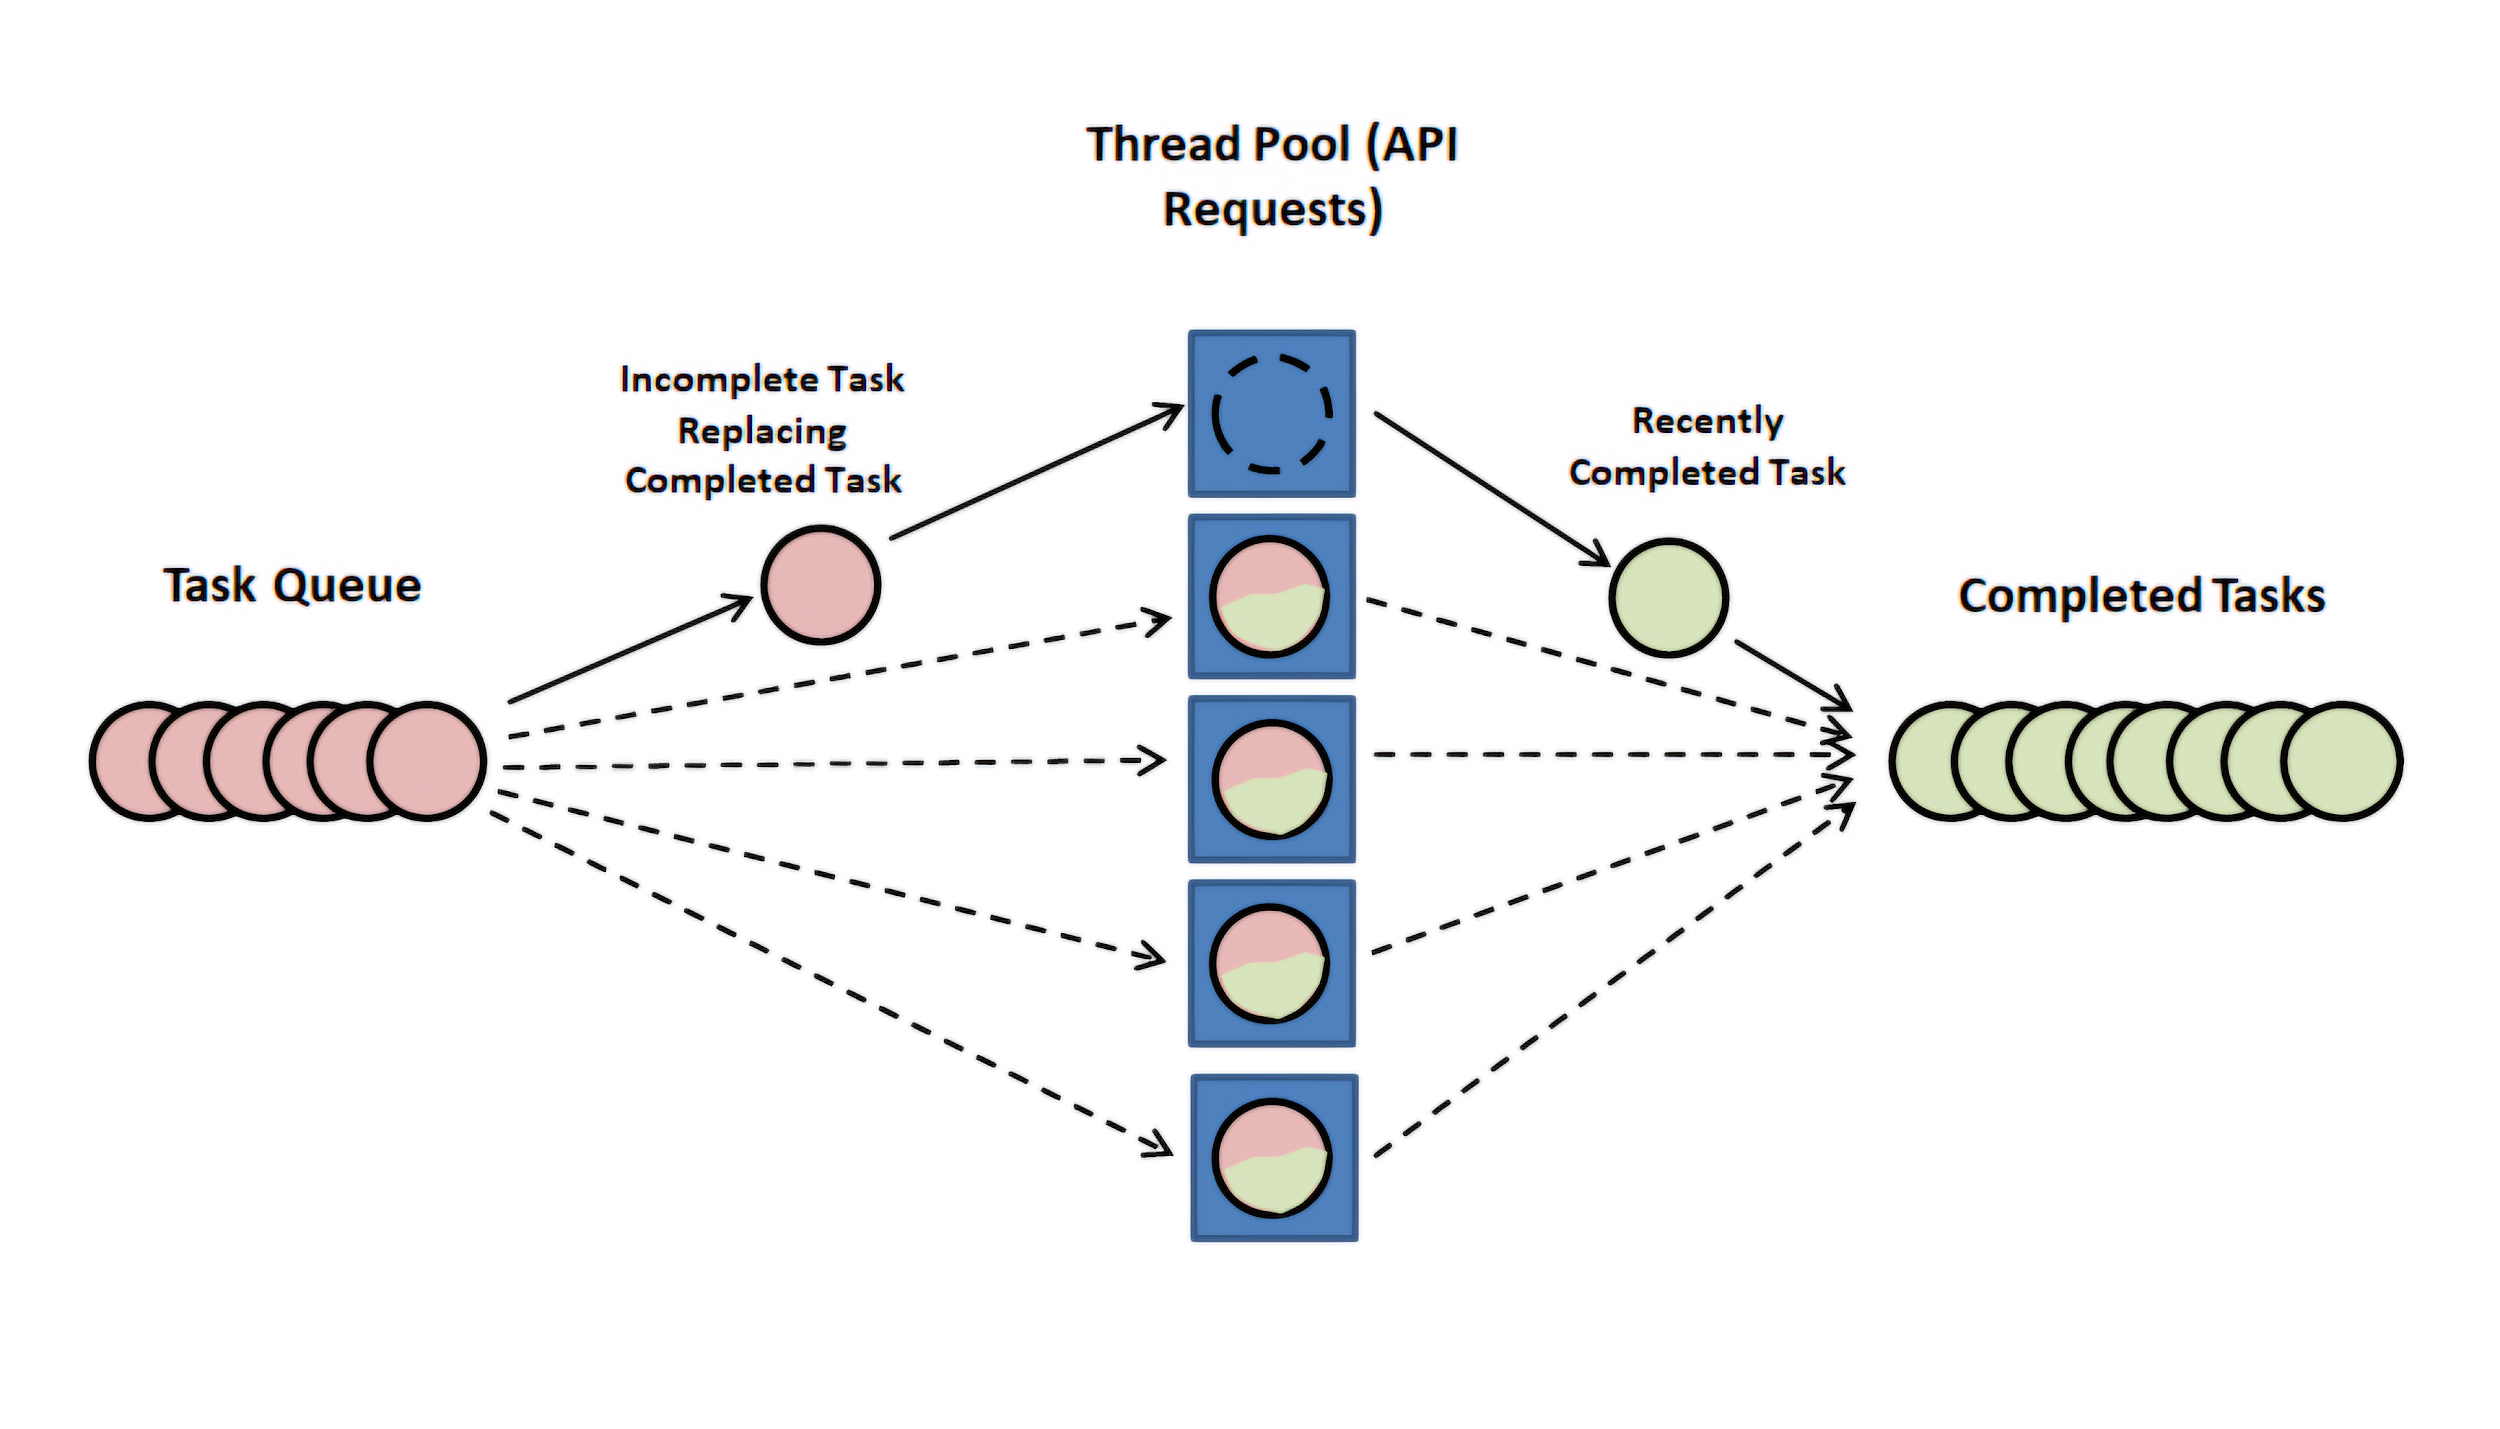 Thread Pool (API
Requests)
Incomplete Task
Replacing
Completed Task
Recently
Completed Task
Task Queue
Completed Tasks